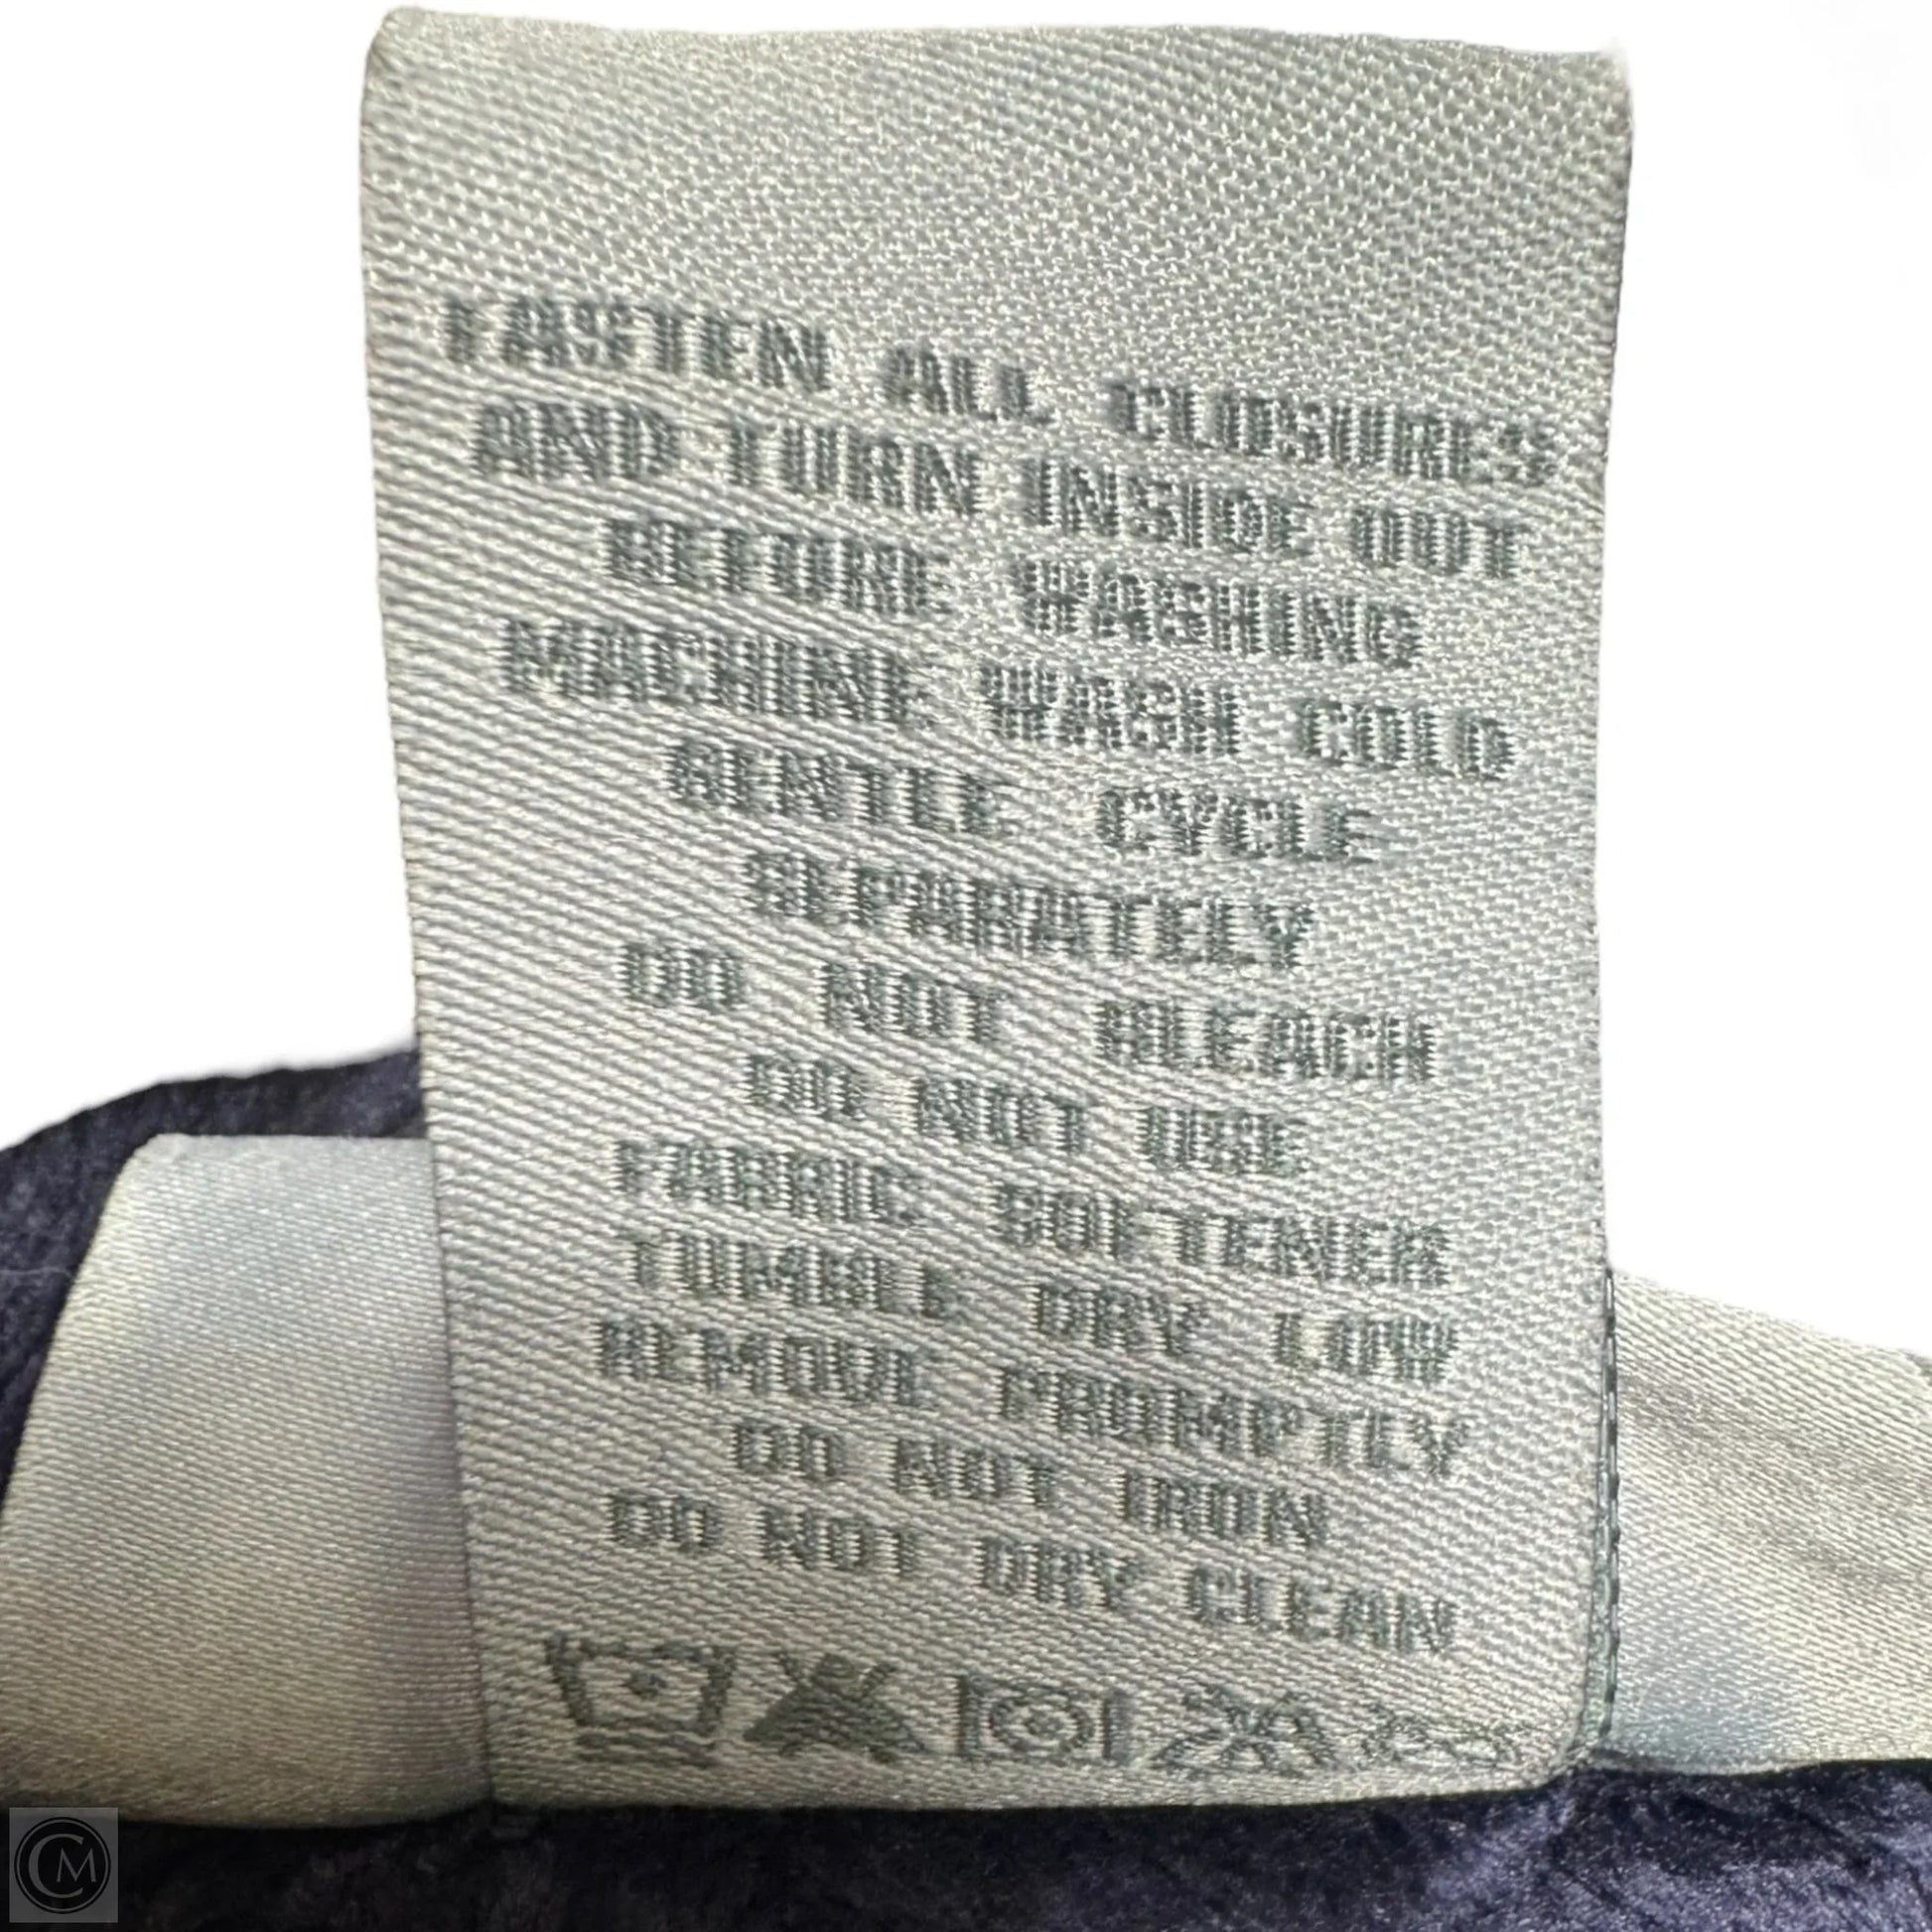 FASTEN ALL CLOSURES
AND TURN INSIDE OUT
BEFORE WASHING
MACHINE WASH COLD
GENTLE CYCLE
SEPARATELY
DO NOT BLEACH
DO NOT USE
FABRIC SOFTENER
TUMBLE DRY LOW
REMOVE PROMPTLY
DO NOT IRON
DO NOT DRY CLEAN
CM